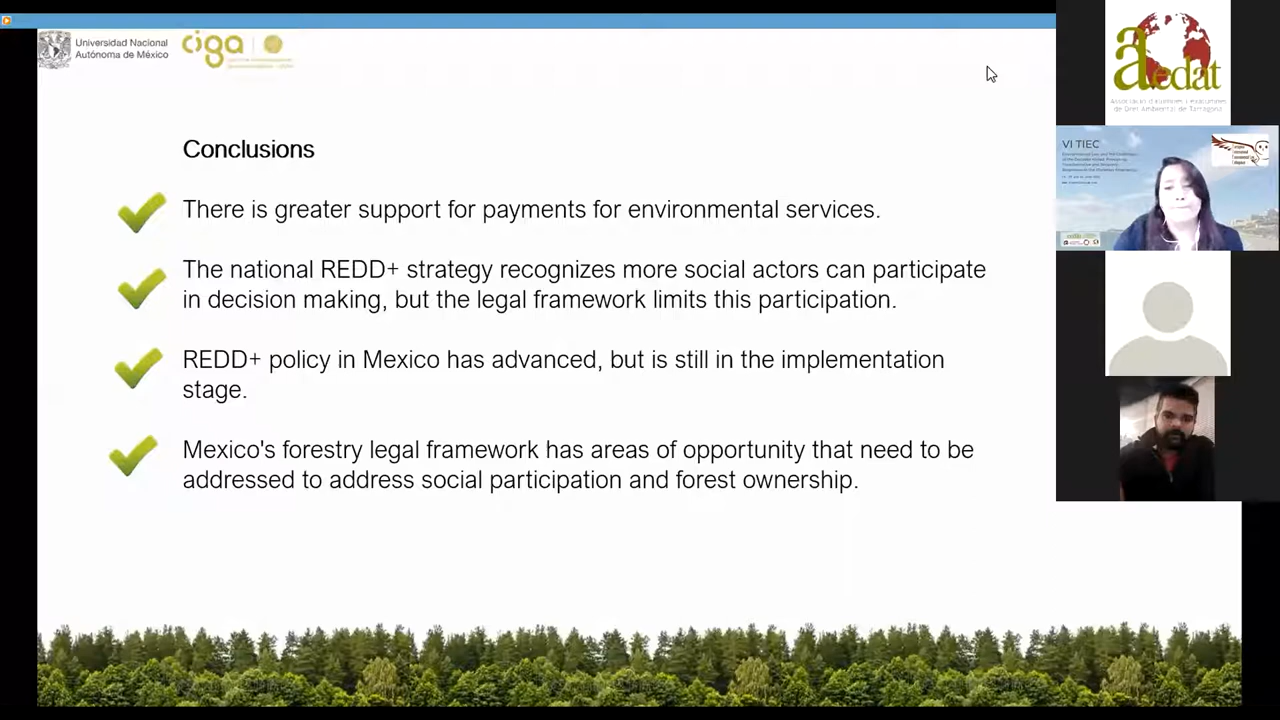 Universidad Nacional
Autónoma de México
ciga
Conclusions
There is greater support for payments for environmental services.
The national REDD+ strategy recognizes more social actors can participate
in decision making, but the legal framework limits this participation.
REDD+ policy in Mexico has advanced, but is still in the implementation
stage.
Mexico's forestry legal framework has areas of opportunity that need to be
addressed to address social participation and forest ownership.
aedat
VI TIEC